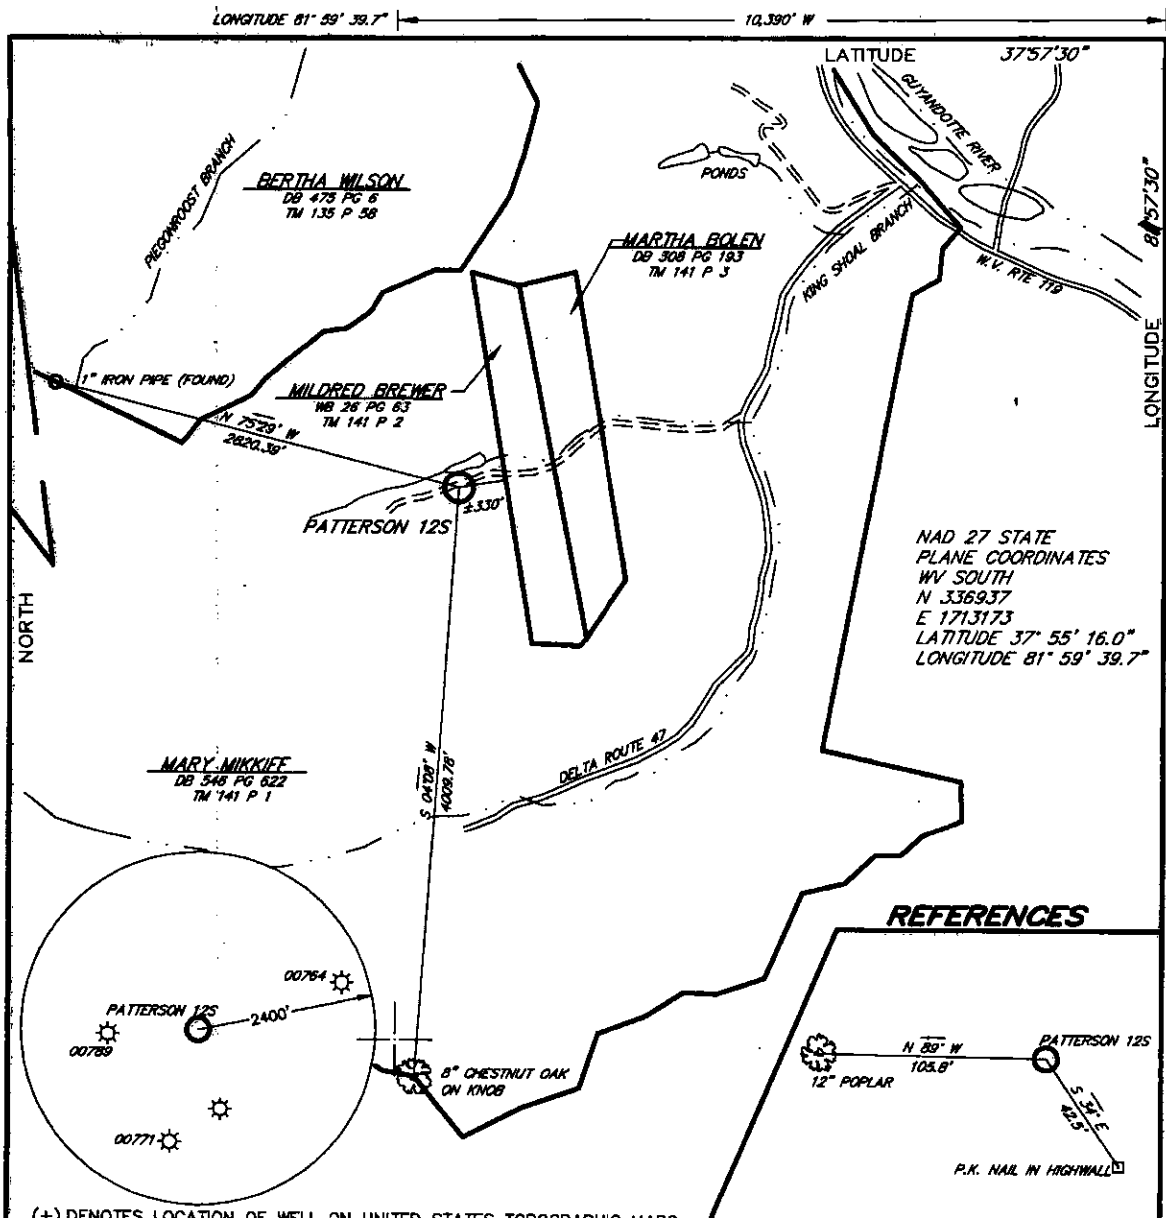 LONGITUDE 81° 59' 39.7"
10,390' W
LATITUDE 37°57'30"
GUYANDOTTE RIVER
PIEGONROOST BRANCH
BERTHA WILSON
DB 475 PG 6
TM 135 P 58
PONDS
MARTHA BOLEN
DB 308 PG 193
TM 141 P 3
KING SHOAL BRANCH
W.V. RTE 119
LONGITUDE
1" IRON PIPE (FOUND)
MILDRED BREWER
WB 26 PG 63
TM 141 P 2
N 75°29' W
2620.39'
±330'
PATTERSON 12S
NORTH
NAD 27 STATE
PLANE COORDINATES
WV SOUTH
N 336937
E 1713173
LATITUDE 37° 55' 16.0"
LONGITUDE 81° 59' 39.7"
MARY MIKKIFF
DB 546 PG 622
TM 141 P 1
S 04°08' W
4009.78'
DELTA ROUTE 47
REFERENCES
00764
PATTERSON 12S
2400'
00789
00771
8" CHESTNUT OAK
ON KNOB
N 89° W
105.8'
PATTERSON 12S
12" POPLAR
S 34° E
42.5'
P.K. NAIL IN HIGHWALL
(+) DENOTES LOCATION OF WELL ON UNITED STATES TOPOGRAPHIC MAPS